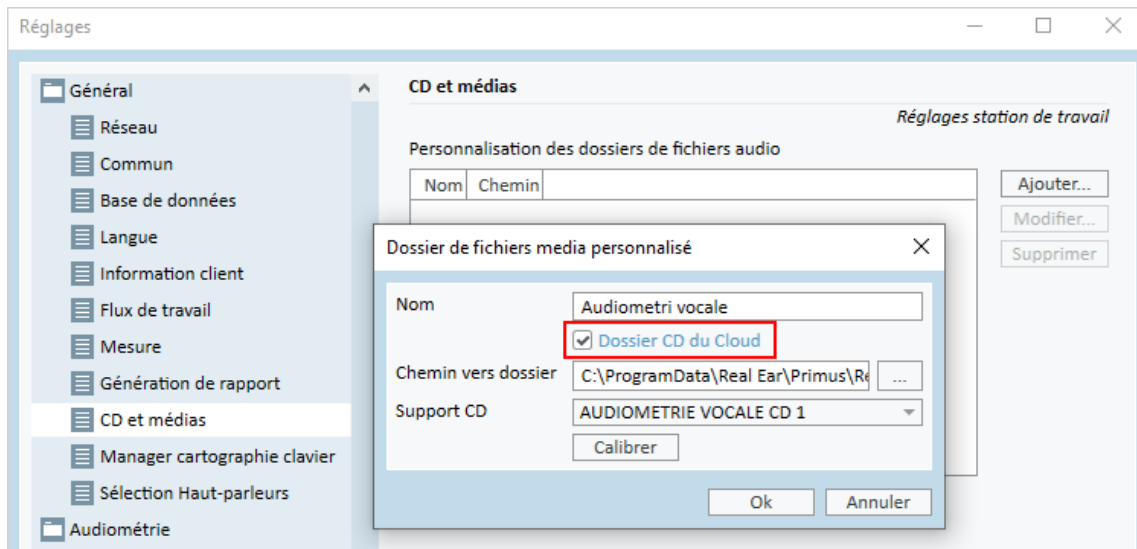 Réglages
Général
Réseau
Commun
Base de données
Langue
Information client
Flux de travail
Mesure
Génération de rapport
CD et médias
Manager cartographie clavier
Sélection Haut-parleurs
Audiométrie
CD et médias
Réglages station de travail
Personnalisation des dossiers de fichiers audio
Nom Chemin
Ajouter...
Modifier...
Supprimer
Dossier de fichiers media personnalisé
Nom Audiometri vocale
Dossier CD du Cloud
Chemin vers dossier C:\ProgramData\Real Ear\Primus\Re ...
Support CD AUDIOMETRIE VOCALE CD 1
Calibrer
Ok Annuler